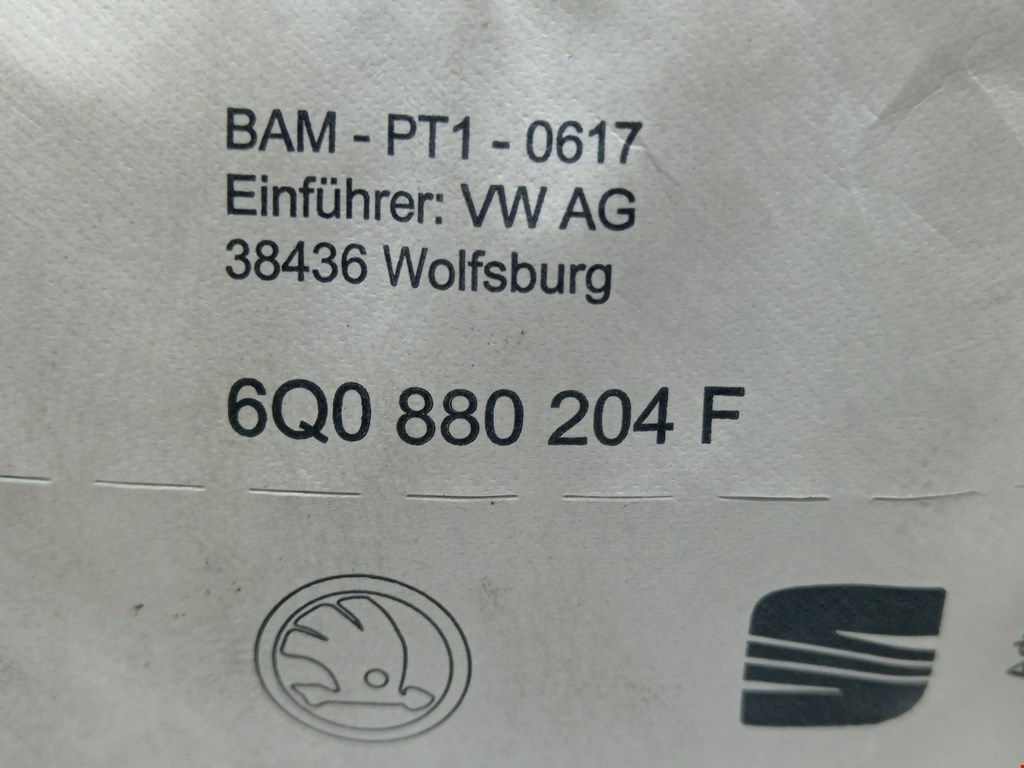 BAM - PT1 - 0617
Einführer: VW AG
38436 Wolfsburg
6Q0 880 204 F